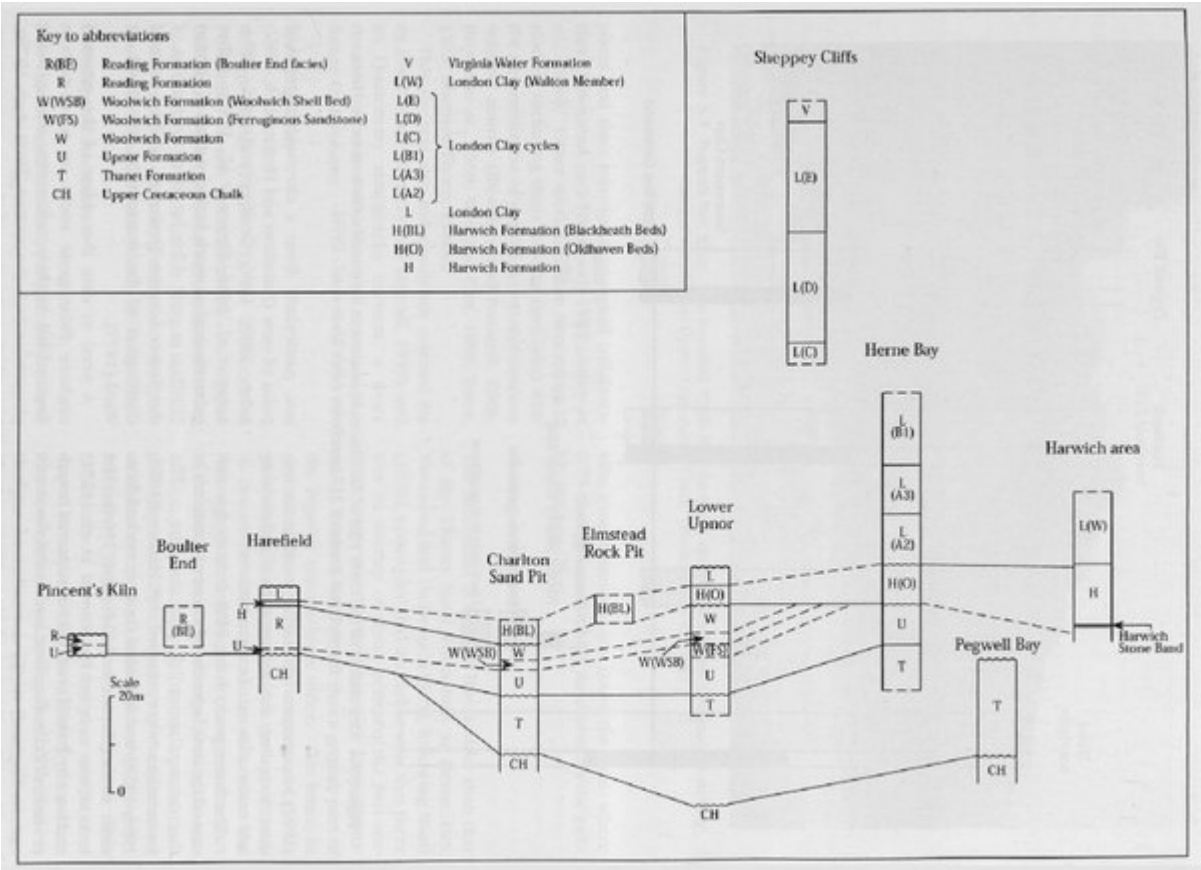 Key to abbreviations
R(BE) Reading Formation (Boulter End facies)
R Reading Formation
W(WSB) Woolwich Formation (Woolwich Shell Bed)
W(FS) Woolwich Formation (Ferruginous Sandstone)
W Woolwich Formation
U Upnor Formation
T Thanet Formation
CH Upper Cretaceous Chalk
V Virginia Water Formation
L(W) London Clay (Walton Member)
L(E)
L(D)
L(C)
L(B1)
L(A3)
L(A2)
London Clay cycles
L London Clay
H(BL) Harwich Formation (Blackheath Beds)
H(O) Harwich Formation (Oldhaven Beds)
H Harwich Formation
Pincent's Kiln
R
U
Scale
20m
0
Boulter
End
R
(BE)
Harefield
L
H
R
U
CH
Charlton
Sand Pit
H(BL)
W
W(WSB)
U
T
CH
Elmstead
Rock Pit
H(BL)
Lower
Upnor
L
H(O)
W
W(WSB)
W(FS)
U
T
CH
Sheppey Cliffs
V
L(E)
L(D)
L(C)
Herne Bay
L
(B1)
L
(A3)
L
(A2)
H(O)
U
T
Pegwell Bay
T
CH
Harwich area
L(W)
H
Harwich
Stone Band